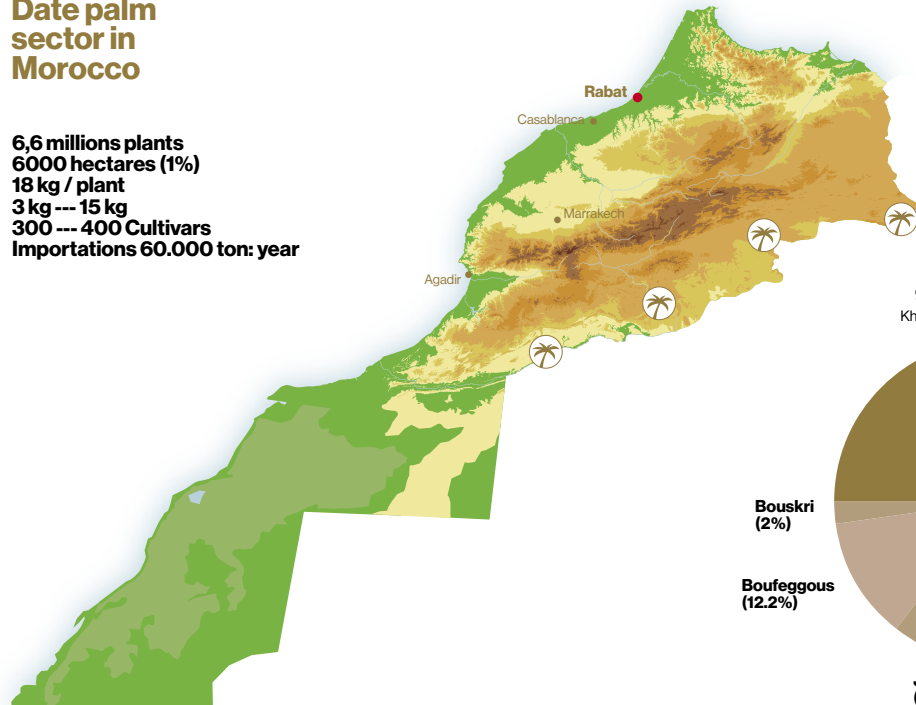 Date palm
sector in
Morocco
6,6 millions plants
6000 hectares (1%)
18 kg / plant
3 kg --- 15 kg
300 --- 400 Cultivars
Importations 60.000 ton: year
Rabat
Casablanca
Marrakech
Agadir
Kh
Bouskri
(2%)
Boufeggous
(12.2%)